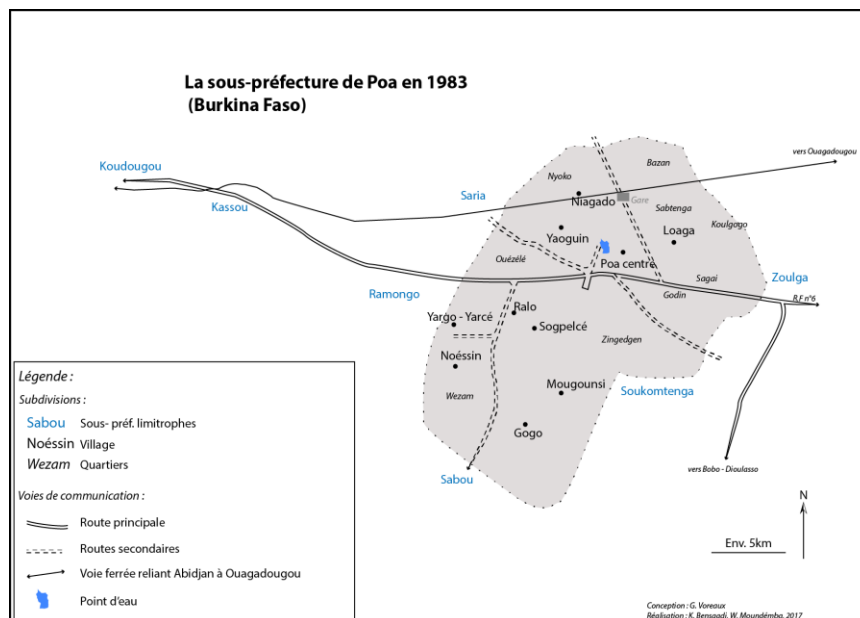 La sous-préfecture de Poa en 1983
(Burkina Faso)
vers Ouagadougou
Bazan
Koudougou
Nyoko
Saria
Niagado
Gare
Kassou
Sabtenga
Koulgogo
Yaoguin
Loaga
Poa centre
Ouézélé
Zoulga
Sagai
Ramongo
Godin
R.F n°6
Ralo
Yargo - Yarcé
Sogpelcé
Zingedgen
Noéssin
Mougounsi
Soukomtenga
Wezam
Gogo
Sabou
vers Bobo - Dioulasso
Légende :
Subdivisions :
Sabou Sous- préf. limitrophes
Noéssin Village
Wezam Quartiers
Voies de communication :
Route principale
Routes secondaires
Voie ferrée reliant Abidjan à Ouagadougou
Point d'eau
N
Env. 5km
Conception : G. Voreaux
Réalisation : K. Bensaadi, W. Moundémba, 2017